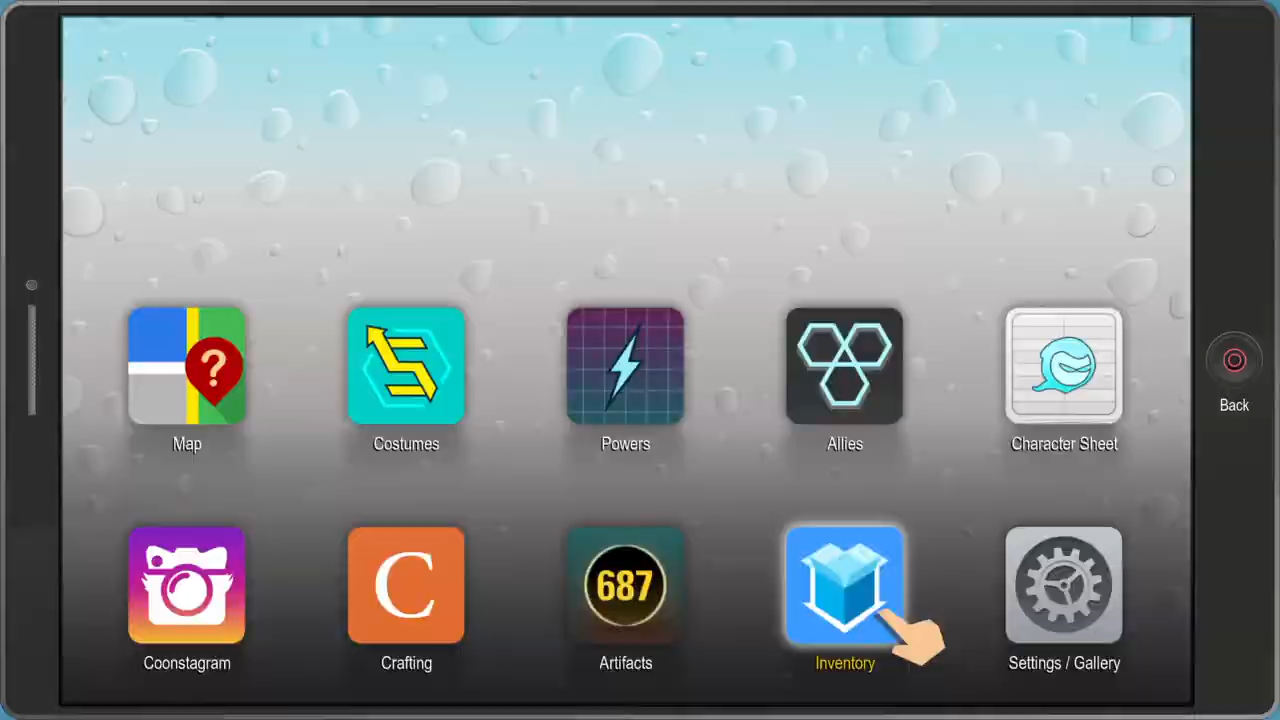 ?
Map
Costumes
Powers
Allies
Character Sheet
Back
C
687
Coonstagram
Crafting
Artifacts
Inventory
Settings / Gallery